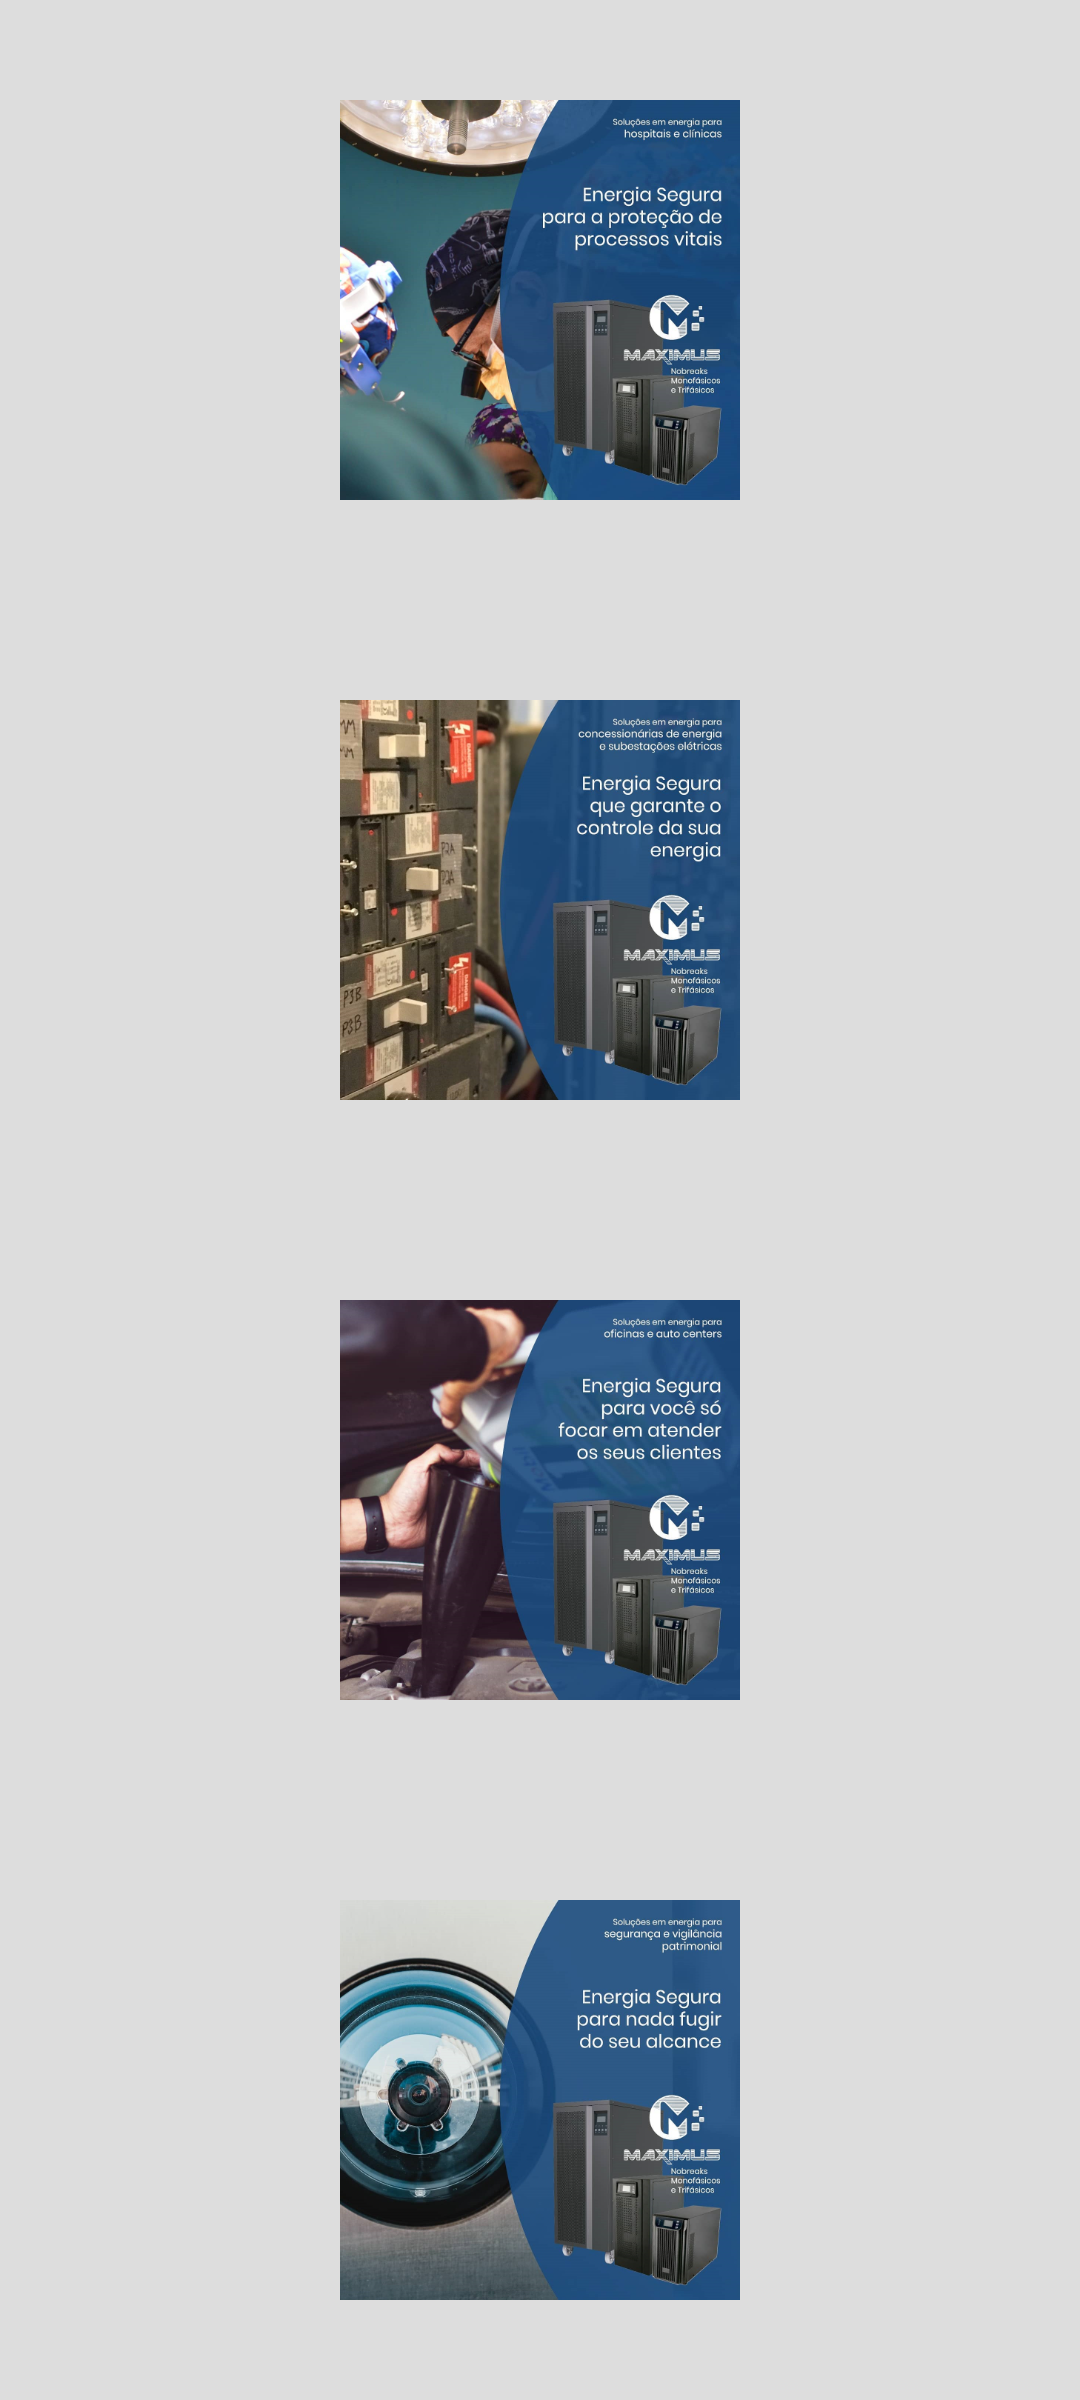 Soluções em energia para
hospitais e clínicas
Energia Segura
para a proteção de
processos vitais
MAXIMUS
Nobreaks
Monofásicos
e Trifásicos
Soluções em energia para
concessionárias de energia
e subestações elétricas
Energia Segura
que garante o
controle da sua
energia
P2A
P3B
P3B
MAXIMUS
Nobreaks
Monofásicos
e Trifásicos
Soluções em energia para
oficinas e auto centers
Energia Segura
para você só
focar em atender
os seus clientes
MAXIMUS
Nobreaks
Monofásicos
e Trifásicos
Soluções em energia para
segurança e vigilância
patrimonial
Energia Segura
para nada fugir
do seu alcance
MAXIMUS
Nobreaks
Monofásicos
e Trifásicos